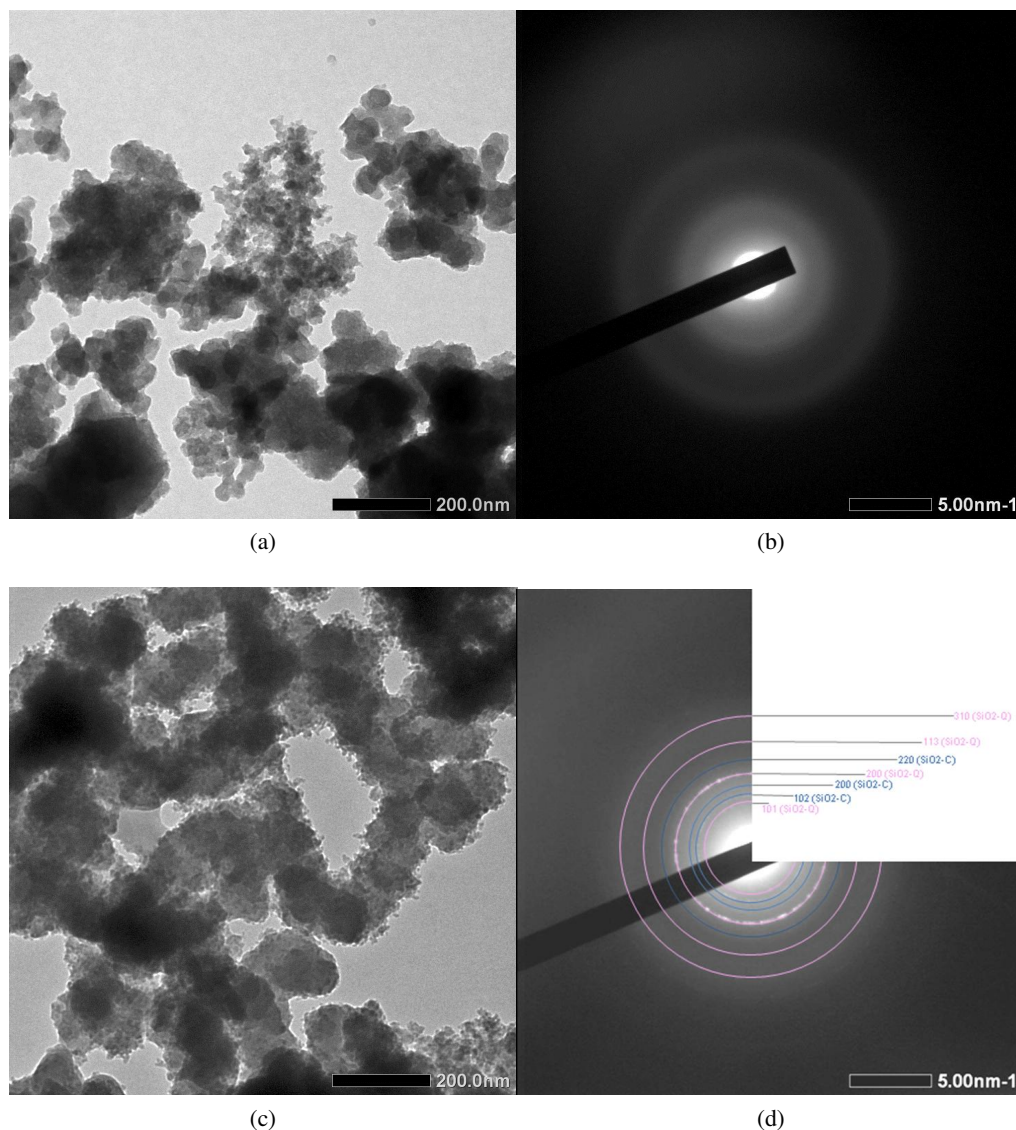 200.0nm
5.00nm-1
(a)
(b)
310 (SiO2-Q)
113 (SiO2-Q)
220 (SiO2-C)
200 (SiO2-Q)
200 (SiO2-C)
102 (SiO2-C)
101 (SiO2-Q)
200.0nm
5.00nm-1
(c)
(d)